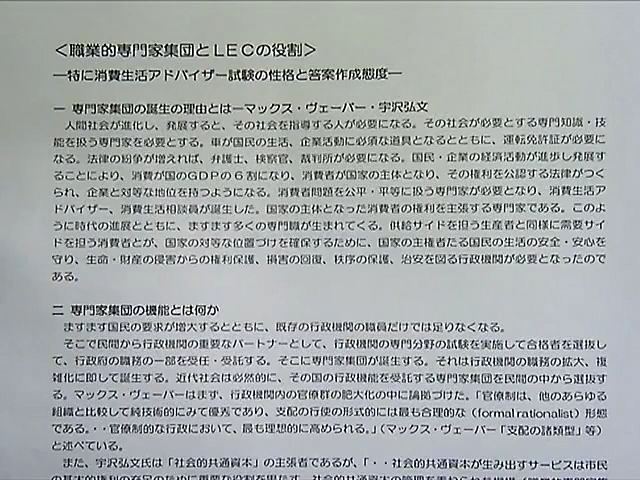 ＜職業的専門家集団とＬＥＣの役割＞
―特に消費生活アドバイザー試験の性格と答案作成態度―
一 専門家集団の誕生の理由とは―マックス・ヴェーバー・宇沢弘文
人間社会が進化し、発展すると、その社会を指導する人が必要になる。その社会が必要とする専門知識・技
能を扱う専門家を必要とする。車が国民の生活、企業活動に必須な道具となるとともに、運転免許証が必要に
なる。法律の紛争が増えれば、弁護士、検察官、裁判所が必要になる。国民・企業の経済活動が進歩し発展す
ることにより、消費が国のＧＤＰの６割になり、消費者が国家の主体となり、その権利を公認する法律がつく
られ、企業と対等な地位を持つようになる。消費者問題を公平・平等に扱う専門家が必要となり、消費生活ア
ドバイザー、消費生活相談員が誕生した。国家の主体となった消費者の権利を主張する専門家である。このよ
うに時代の進展とともに、ますます多くの専門職が生まれてくる。供給サイドを担う生産者と同様に需要サイ
ドを担う消費者とが、国家の対等な位置づけを確保するために、国家の主権者たる国民の生活の安全・安心を
守り、生命・財産の侵害からの権利保護、損害の回復、秩序の保護、治安を図る行政機関が必要となったので
ある。
二 専門家集団の機能とは何か
ますます国民の要求が増大するとともに、既存の行政機関の職員だけでは足りなくなる。
そこで民間から行政機関の重要なパートナーとして、行政機関の専門分野の試験を実施して合格者を選抜し
て、行政府の職務の一部を受任・受託する。そこに専門家集団が誕生する。それは行政機関の職務の拡大、複
雑化に即して誕生する。近代社会は必然的に、その国の行政機能を受託する専門家集団を民間の中から選抜す
る。マックス・ヴェーバーはまず、行政機関内の官僚群の肥大化の中に論拠づけた。「官僚制は、他のあらゆる
組織と比較して純技術的にみて優秀であり、支配の行使の形式的には最も合理的な（formal rationalist）形態
である。・・官僚制的な行政において、最も理想的に高められる。」（マックス・ヴェーバー「支配の諸類型」等）
と述べている。
また、宇沢弘文氏は「社会的共通資本」の主張者であるが、「・・社会的共通資本が生み出すサービスは市民
の基本的権利の充足のために重要な役割を果たす。社会的共通資本の管理を